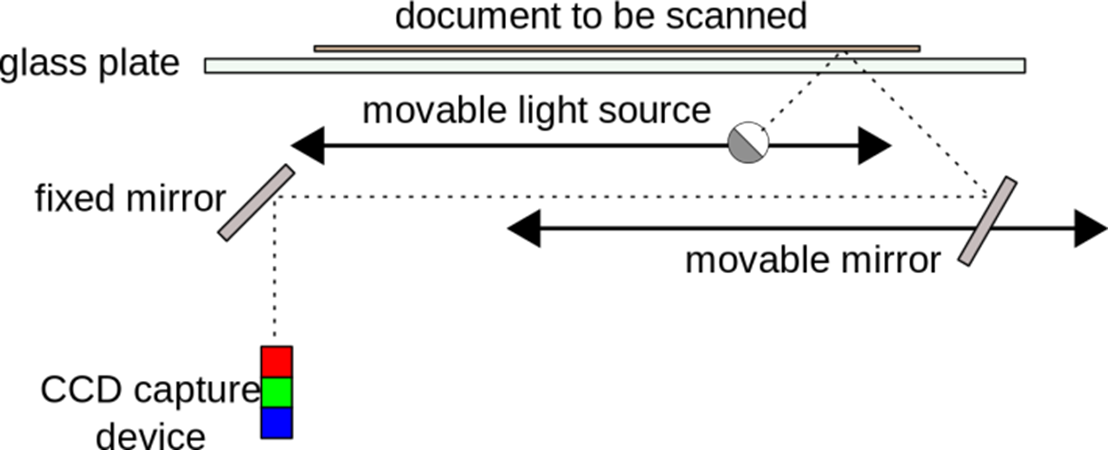 document to be scanned
glass plate
movable light source
fixed mirror
movable mirror
CCD capture
device